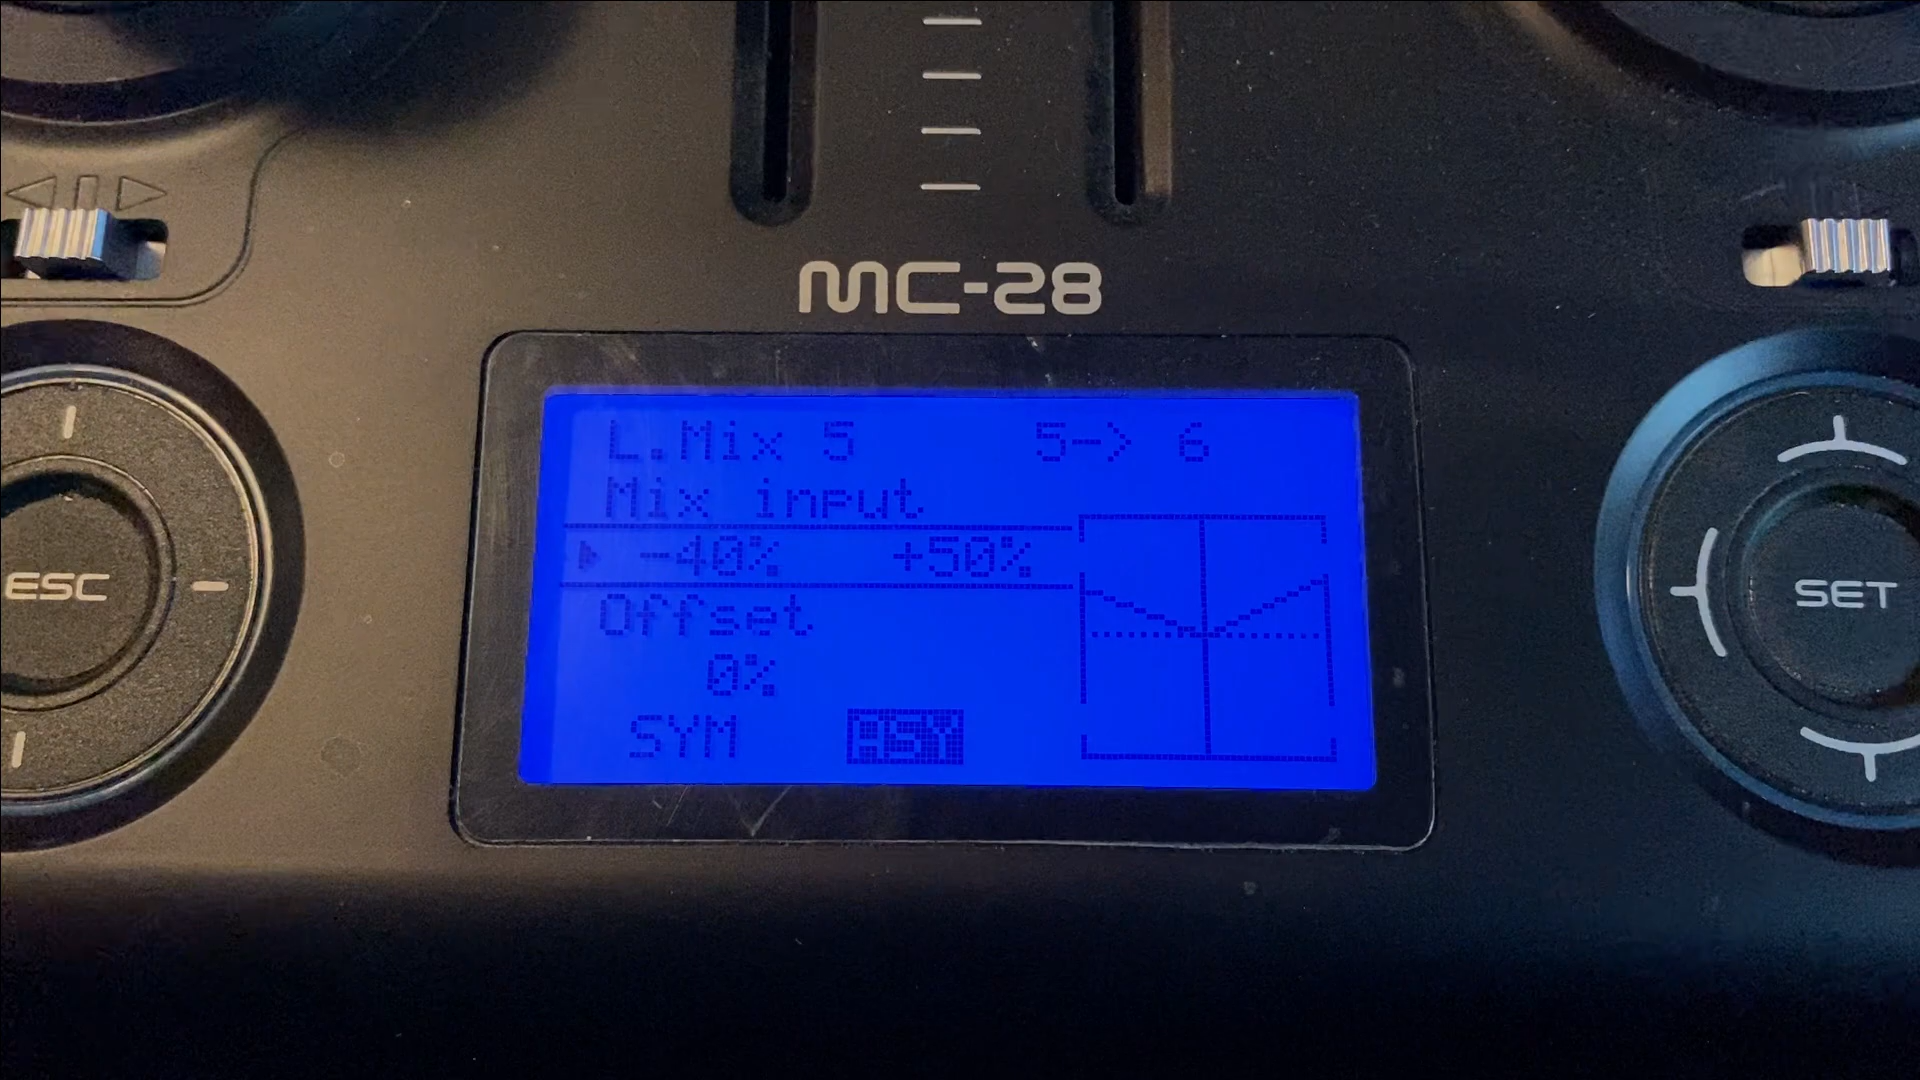 MC-28
L.Mix 5 5-> 6
Mix input
-40% +50%
Offset
0%
SYM ASY
ESC
SET